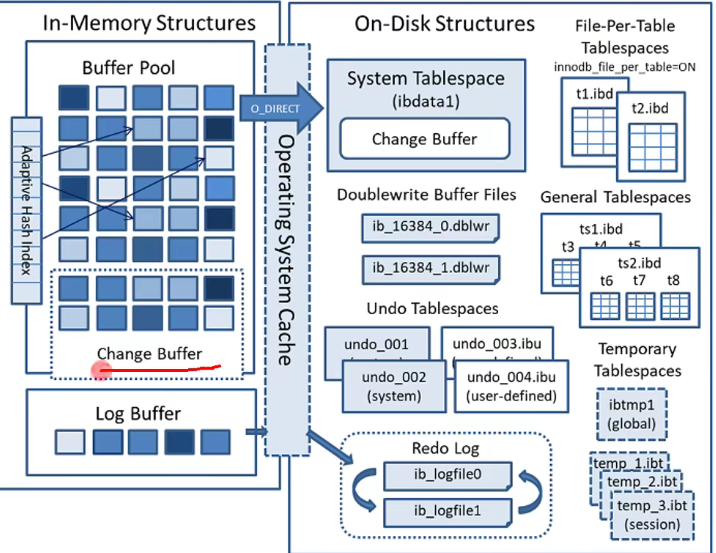 In-Memory Structures
Buffer Pool
Adaptive Hash Index
Change Buffer
Log Buffer
O_DIRECT
Operating System Cache
On-Disk Structures
System Tablespace
(ibdata1)
Change Buffer
Doublewrite Buffer Files
ib_16384_0.dblwr
ib_16384_1.dblwr
Undo Tablespaces
undo_001
undo_002
(system)
undo_003.ibu
undo_004.ibu
(user-defined)
Redo Log
ib_logfile0
ib_logfile1
File-Per-Table
Tablespaces
innodb_file_per_table=ON
t1.ibd
t2.ibd
General Tablespaces
ts1.ibd
t3 t4 t5
ts2.ibd
t6 t7 t8
Temporary
Tablespaces
ibtmp1
(global)
temp_1.ibt
temp_2.ibt
temp_3.ibt
(session)